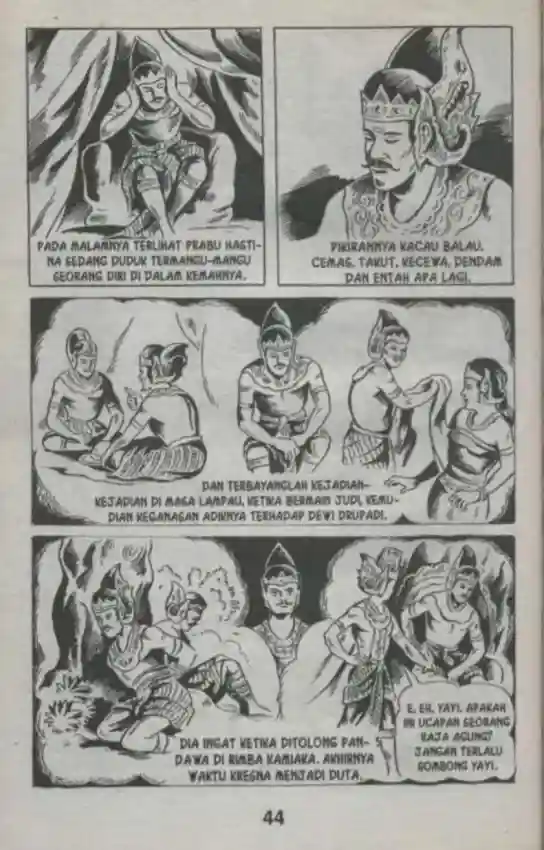 PADA MALAMNYA TERLIHAT PRABU HASTI-
NA SEDANG DUDUK TERMANGU-MANGU
SEORANG DIRI DI DALAM KEMAHNYA.
PIKIRANNYA KACAU BALAU.
CEMAS, TAKUT, KECEWA, DENDAM
DAN ENTAH APA LAGI.
DAN TERBAYANGLAH KEJADIAN-
KEJADIAN DI MASA LAMPAU, KETIKA BERMAIN JUDI, KEMU-
DIAN KEGANASAN ADIKNYA TERHADAP DEWI DRUPADI.
DIA INGAT KETIKA DITOLONG PAN-
DAWA DI RIMBA KAMIAKA. AKHIRNYA
WAKTU KRESNA MENJADI DUTA.
E, EH, YAYI. APAKAH
INI UCAPAN SEORANG
RAJA AGUNG?
JANGAN TERLALU
SOMBONG YAYI.
44